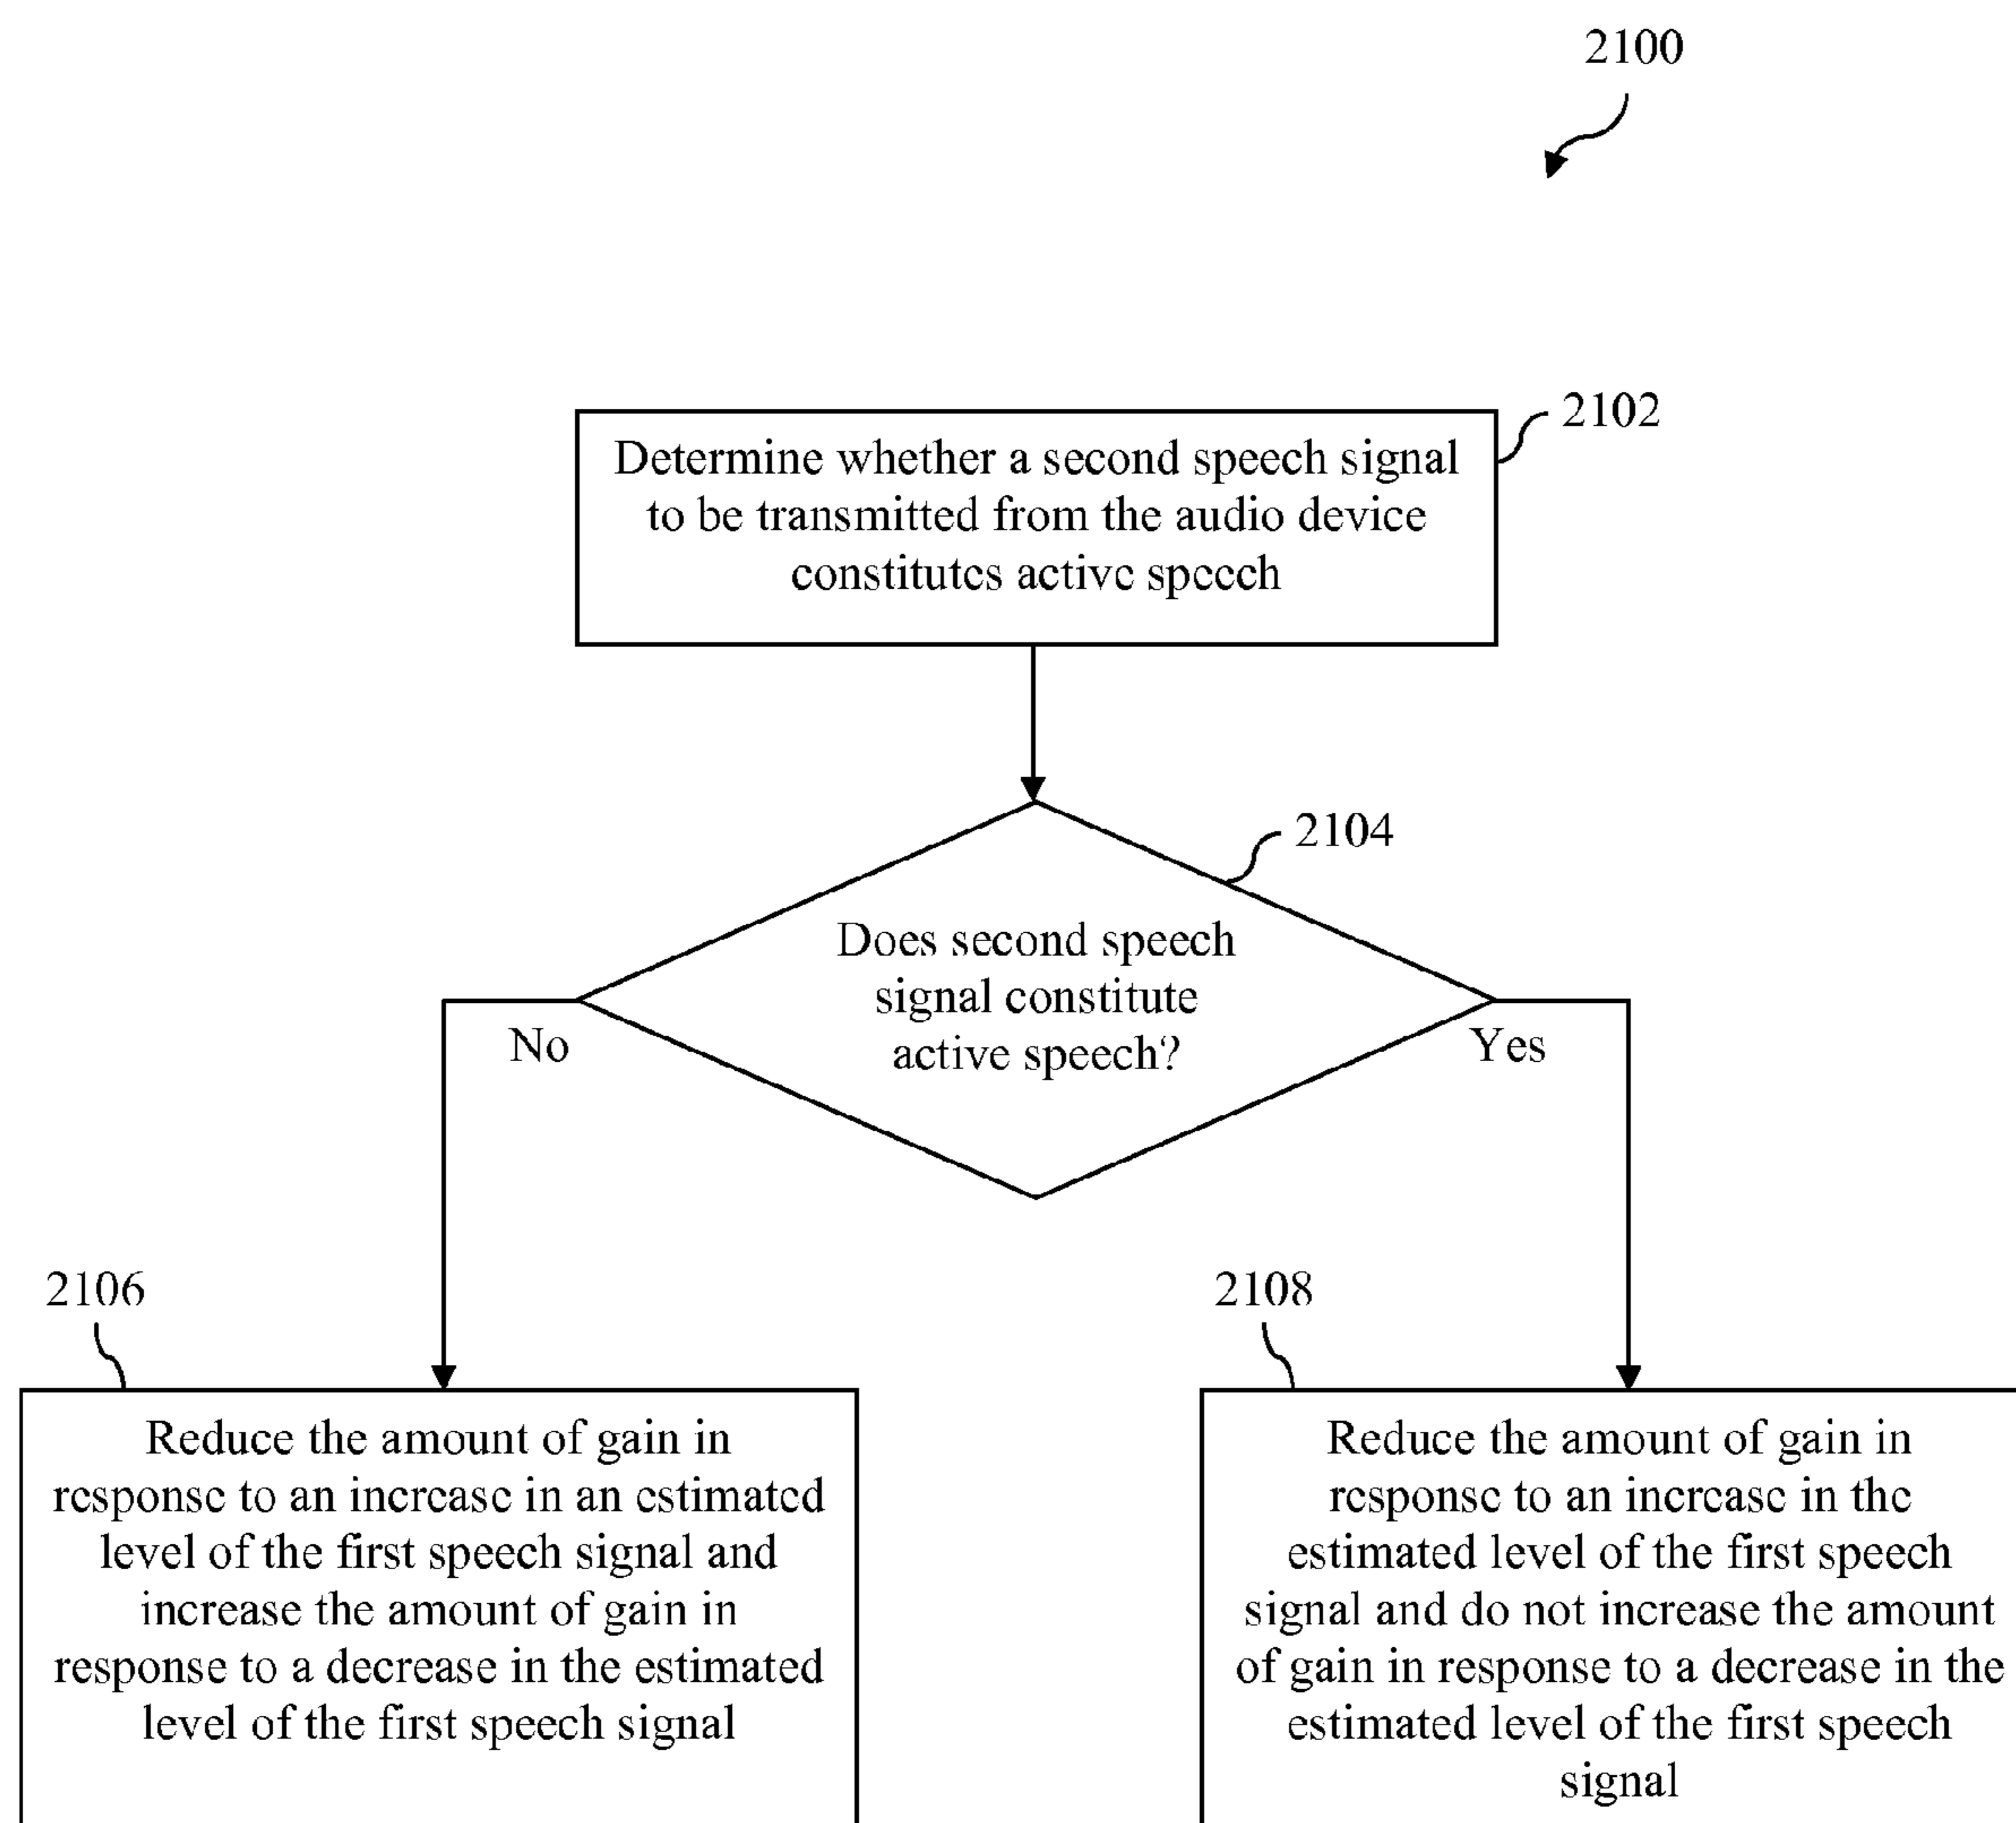 2100
2102
Determine whether a second speech signal
to be transmitted from the audio device
constitutes active speech
2104
Does second speech
signal constitute
active speech?
No
Yes
2106
2108
Reduce the amount of gain in
response to an increase in an estimated
level of the first speech signal and
increase the amount of gain in
response to a decrease in the estimated
level of the first speech signal
Reduce the amount of gain in
response to an increase in the
estimated level of the first speech
signal and do not increase the amount
of gain in response to a decrease in the
estimated level of the first speech
signal